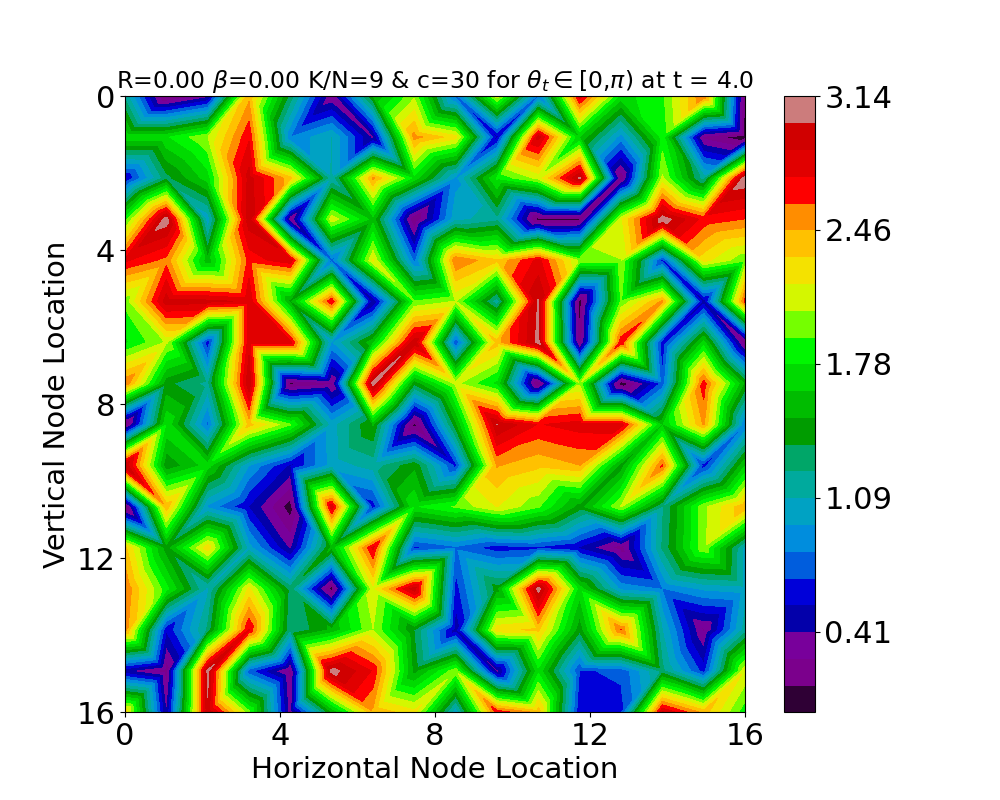 R=0.00 β=0.00 K/N=9 & c=30 for θₜ ∈ [0,π) at t = 4.0
0
4
8
12
16
0 4 8 12 16
Vertical Node Location
Horizontal Node Location
3.14
2.46
1.78
1.09
0.41